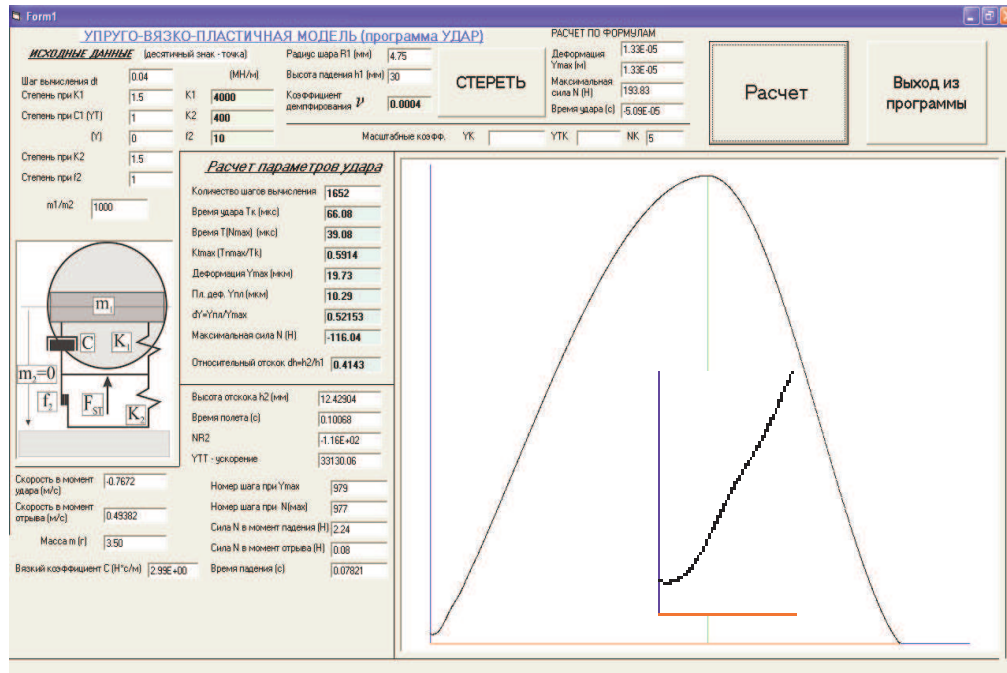 Form1
УПРУГО-ВЯЗКО-ПЛАСТИЧНАЯ МОДЕЛЬ (программа УДАР)
ИСХОДНЫЕ ДАННЫЕ (десятичный знак - точка)
Шаг вычисления dt 0.04 (МН/м)
Степень при К1 1.5 K1 4000
Степень при С1 (YT) 1 K2 400
(Y) 0 f2 10
Степень при К2 1.5
Степень при f2 1
m1/m2 1000
Радиус шара R1 (мм) 4.75
Высота падения h1 (мм) 30
Коэффициент демпфирования ν 0.0004
СТЕРЕТЬ
РАСЧЕТ ПО ФОРМУЛАМ
Деформация 1.33E-05
Ymax (м) 1.33E-05
Максимальная сила N (Н) 193.83
Время удара (с) -5.09E-05
Масштабные коэфф. YK YTK NK 5
Расчет
Выход из
программы
Расчет параметров удара
Количество шагов вычисления 1652
Время удара Тк (мкс) 66.08
Время T(Nmax) (мкс) 39.08
Ktmax (Tnmax/Tk) 0.5914
Деформация Ymax (мкм) 19.73
Пл. деф. Yпл (мкм) 10.29
dY=Yпл/Ymax 0.52153
Максимальная сила N (Н) -116.04
Относительный отскок dh=h2/h1 0.4143
m1
C K1
m2=0
f2 FST K2
Высота отскока h2 (мм) 12.42904
Время полета (с) 0.10068
NR2 -1.16E+02
YTT - ускорение 33130.06
Скорость в момент
удара (м/с) -0.7672
Скорость в момент
отрыва (м/с) 0.49382
Масса m (г) 3.50
Вязкий коэффициент С (Н*с/м) 2.99E+00
Номер шага при Ymax 979
Номер шага при N(max) 977
Сила N в момент падения (Н) 2.24
Сила N в момент отрыва (Н) 0.08
Время падения (с) 0.07821